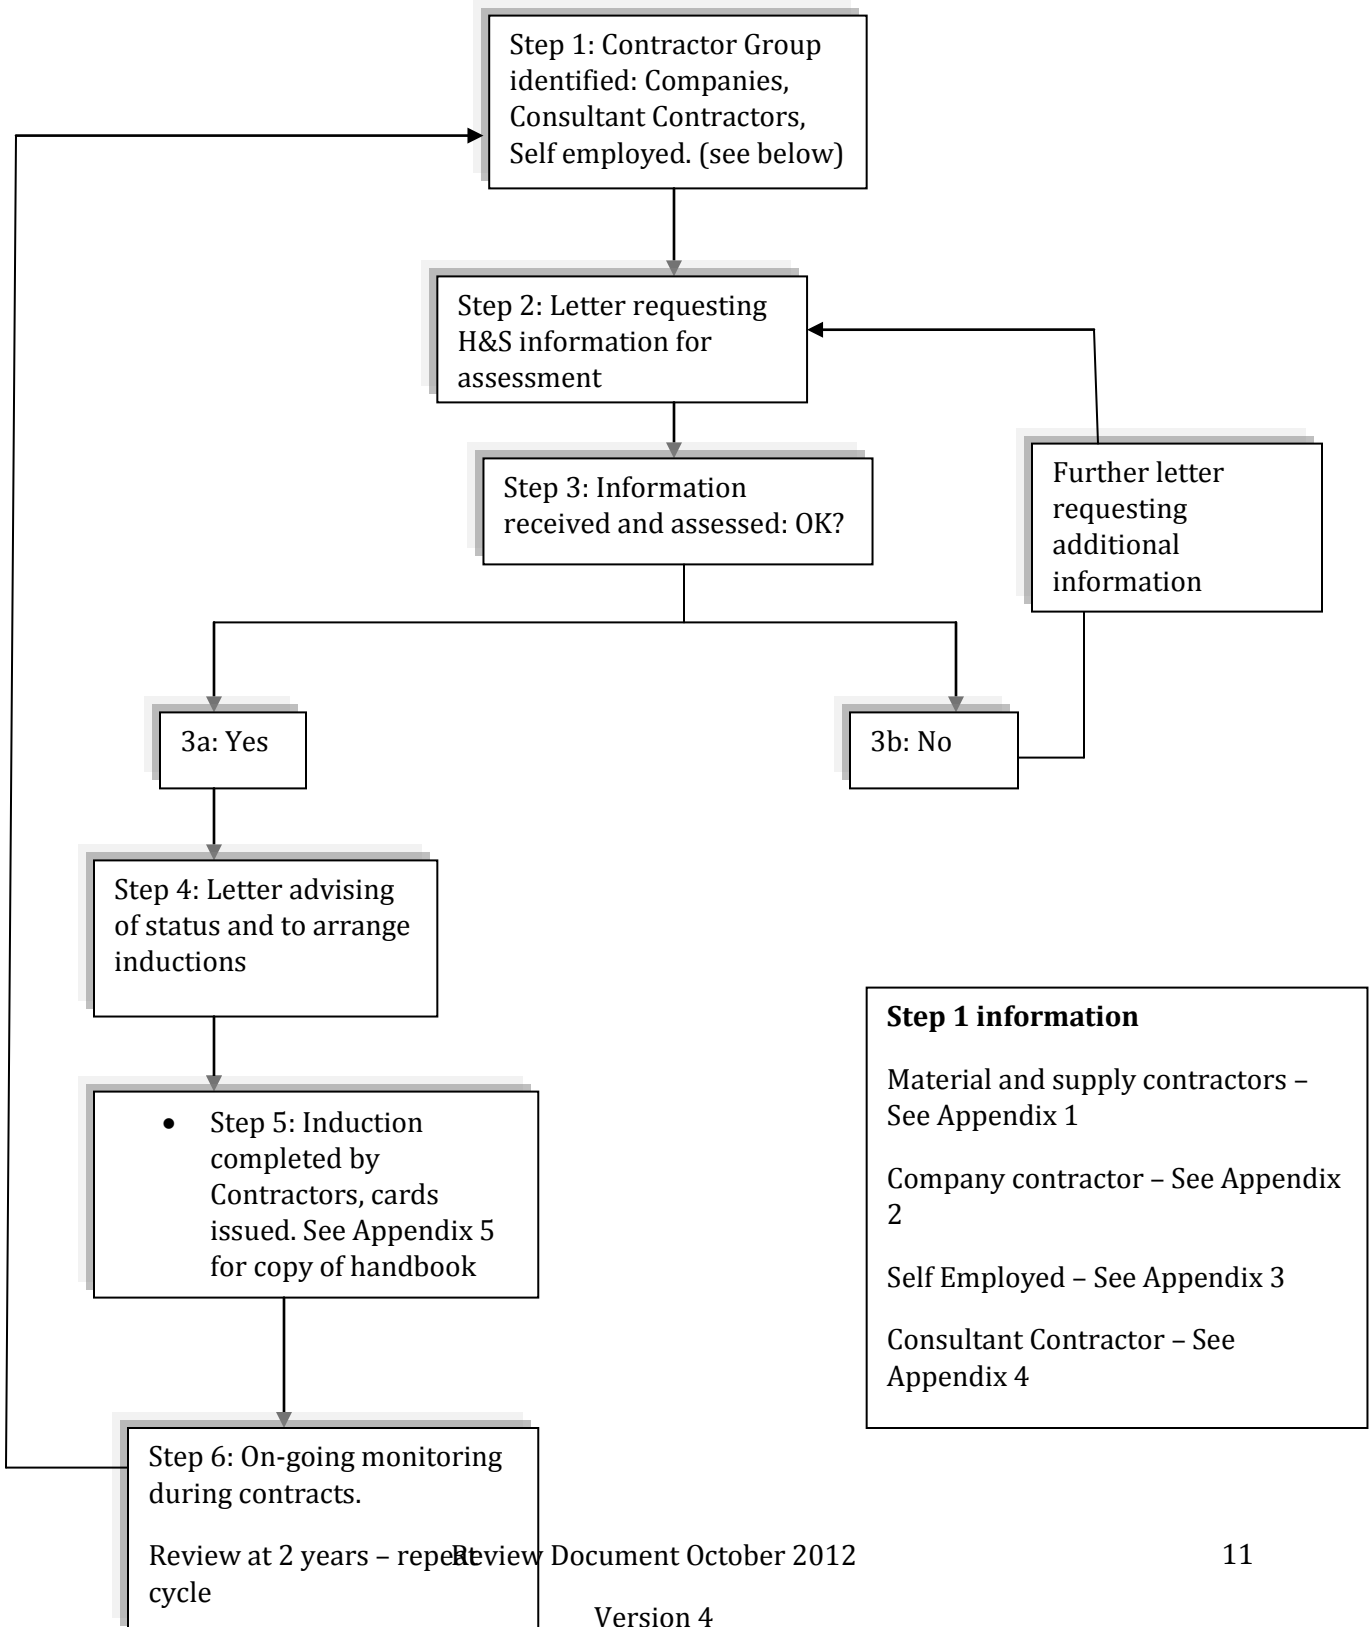 Step 1: Contractor Group
identified: Companies,
Consultant Contractors,
Self employed. (see below)
Step 2: Letter requesting
H&S information for
assessment
Step 3: Information
received and assessed: OK?
Further letter
requesting
additional
information
3a: Yes
3b: No
Step 4: Letter advising
of status and to arrange
inductions
• Step 5: Induction
completed by
Contractors, cards
issued. See Appendix 5
for copy of handbook
Step 1 information
Material and supply contractors –
See Appendix 1
Company contractor – See Appendix
2
Self Employed – See Appendix 3
Consultant Contractor – See
Appendix 4
Step 6: On-going monitoring
during contracts.
Review at 2 years – repeat
cycle
Review Document October 2012
11
Version 4